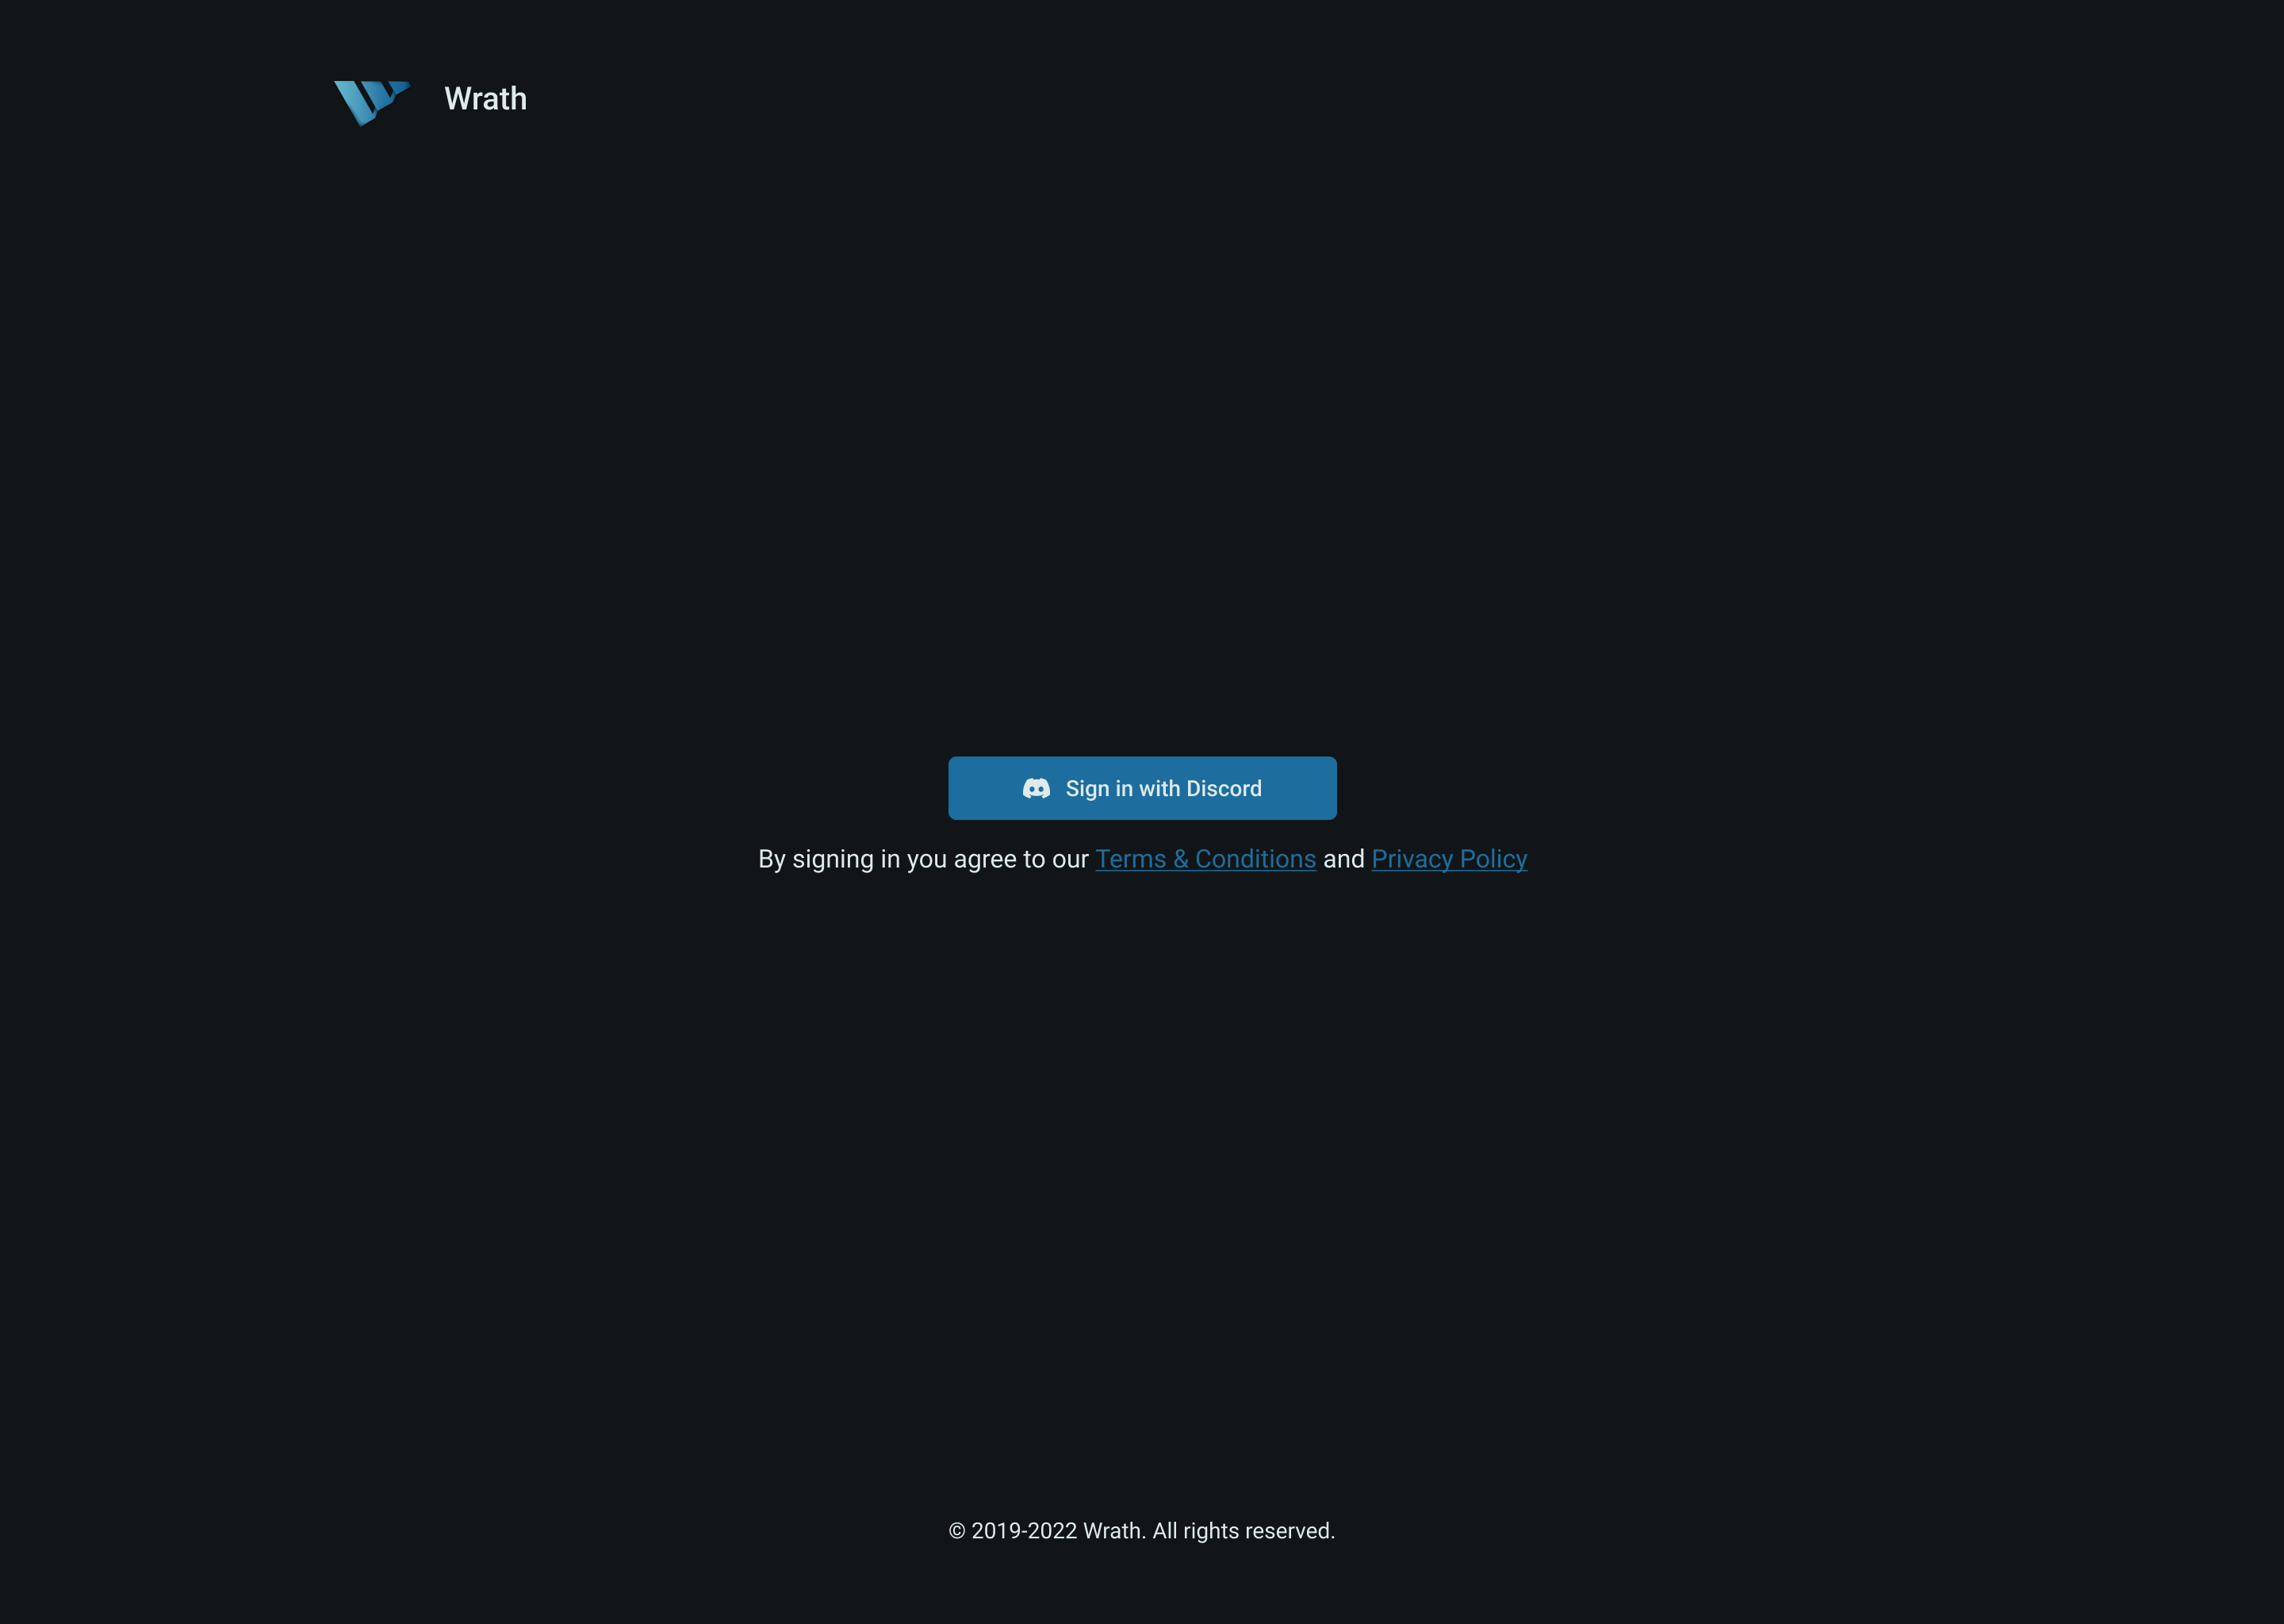 Wrath
Sign in with Discord
By signing in you agree to our Terms & Conditions and Privacy Policy
© 2019-2022 Wrath. All rights reserved.